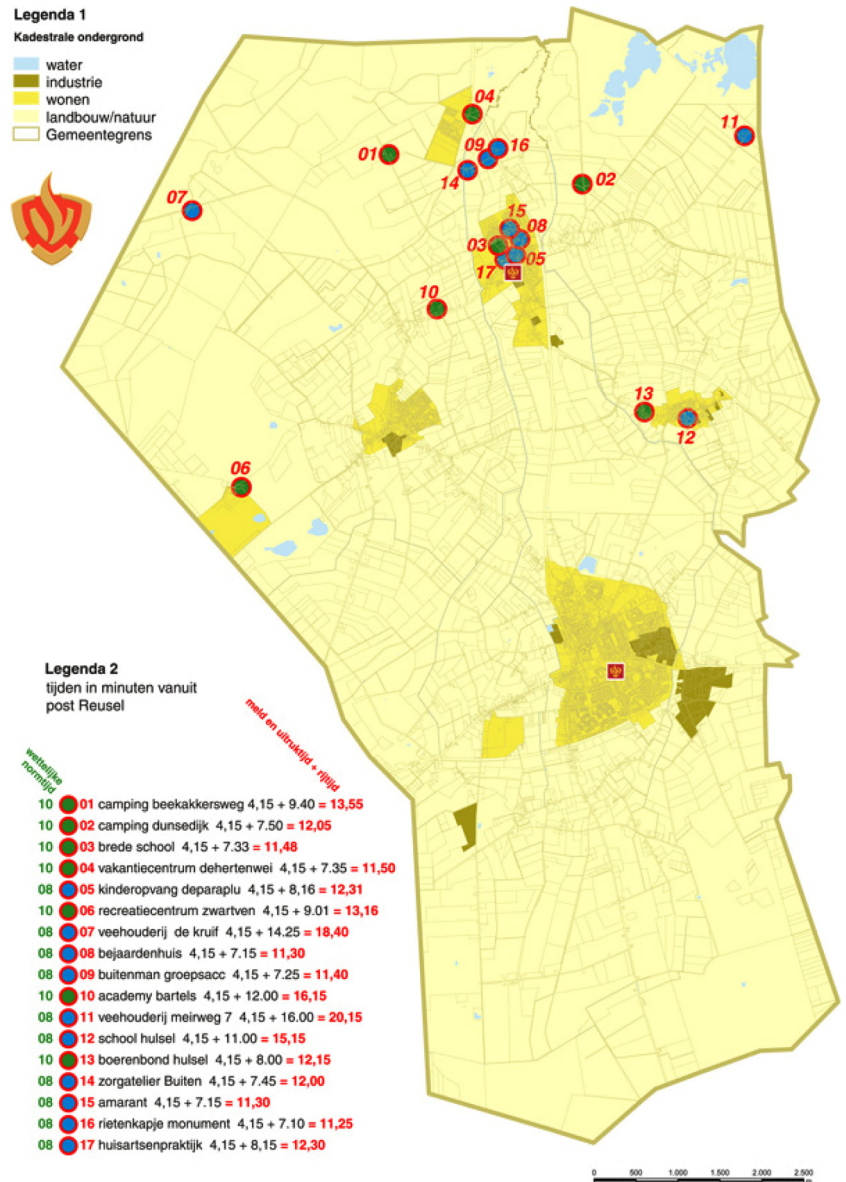 Legenda 1
Kadestrale ondergrond
water
industrie
wonen
landbouw/natuur
Gemeentegrens
04
01
09
16
14
11
02
07
15
08
03
05
17
10
13
12
06
Legenda 2
tijden in minuten vanuit
post Reusel
wettelijke
normtijd
meld en uitruktijd + rijtijd
10 01 camping beekakkersweg 4,15 + 9.40 = 13,55
10 02 camping dunsedijk 4,15 + 7.50 = 12,05
10 03 brede school 4,15 + 7.33 = 11,48
10 04 vakantiecentrum dehertenwei 4,15 + 7.35 = 11,50
08 05 kinderopvang deparaplu 4,15 + 8,16 = 12,31
10 06 recreatiecentrum zwartven 4,15 + 9.01 = 13,16
08 07 veehouderij de kruif 4,15 + 14.25 = 18,40
08 08 bejaardenhuis 4,15 + 7.15 = 11,30
08 09 buitenman groepsacc 4,15 + 7.25 = 11,40
10 10 academy bartels 4,15 + 12.00 = 16,15
08 11 veehouderij meirweg 7 4,15 + 16.00 = 20,15
08 12 school hulsel 4,15 + 11.00 = 15,15
10 13 boerenbond hulsel 4,15 + 8.00 = 12,15
08 14 zorgatelier Buiten 4,15 + 7.45 = 12,00
08 15 amarant 4,15 + 7.15 = 11,30
08 16 rietenkapje monument 4,15 + 7.10 = 11,25
08 17 huisartsenpraktijk 4,15 + 8,15 = 12,30
0 500 1.000 1.500 2.000 2.500